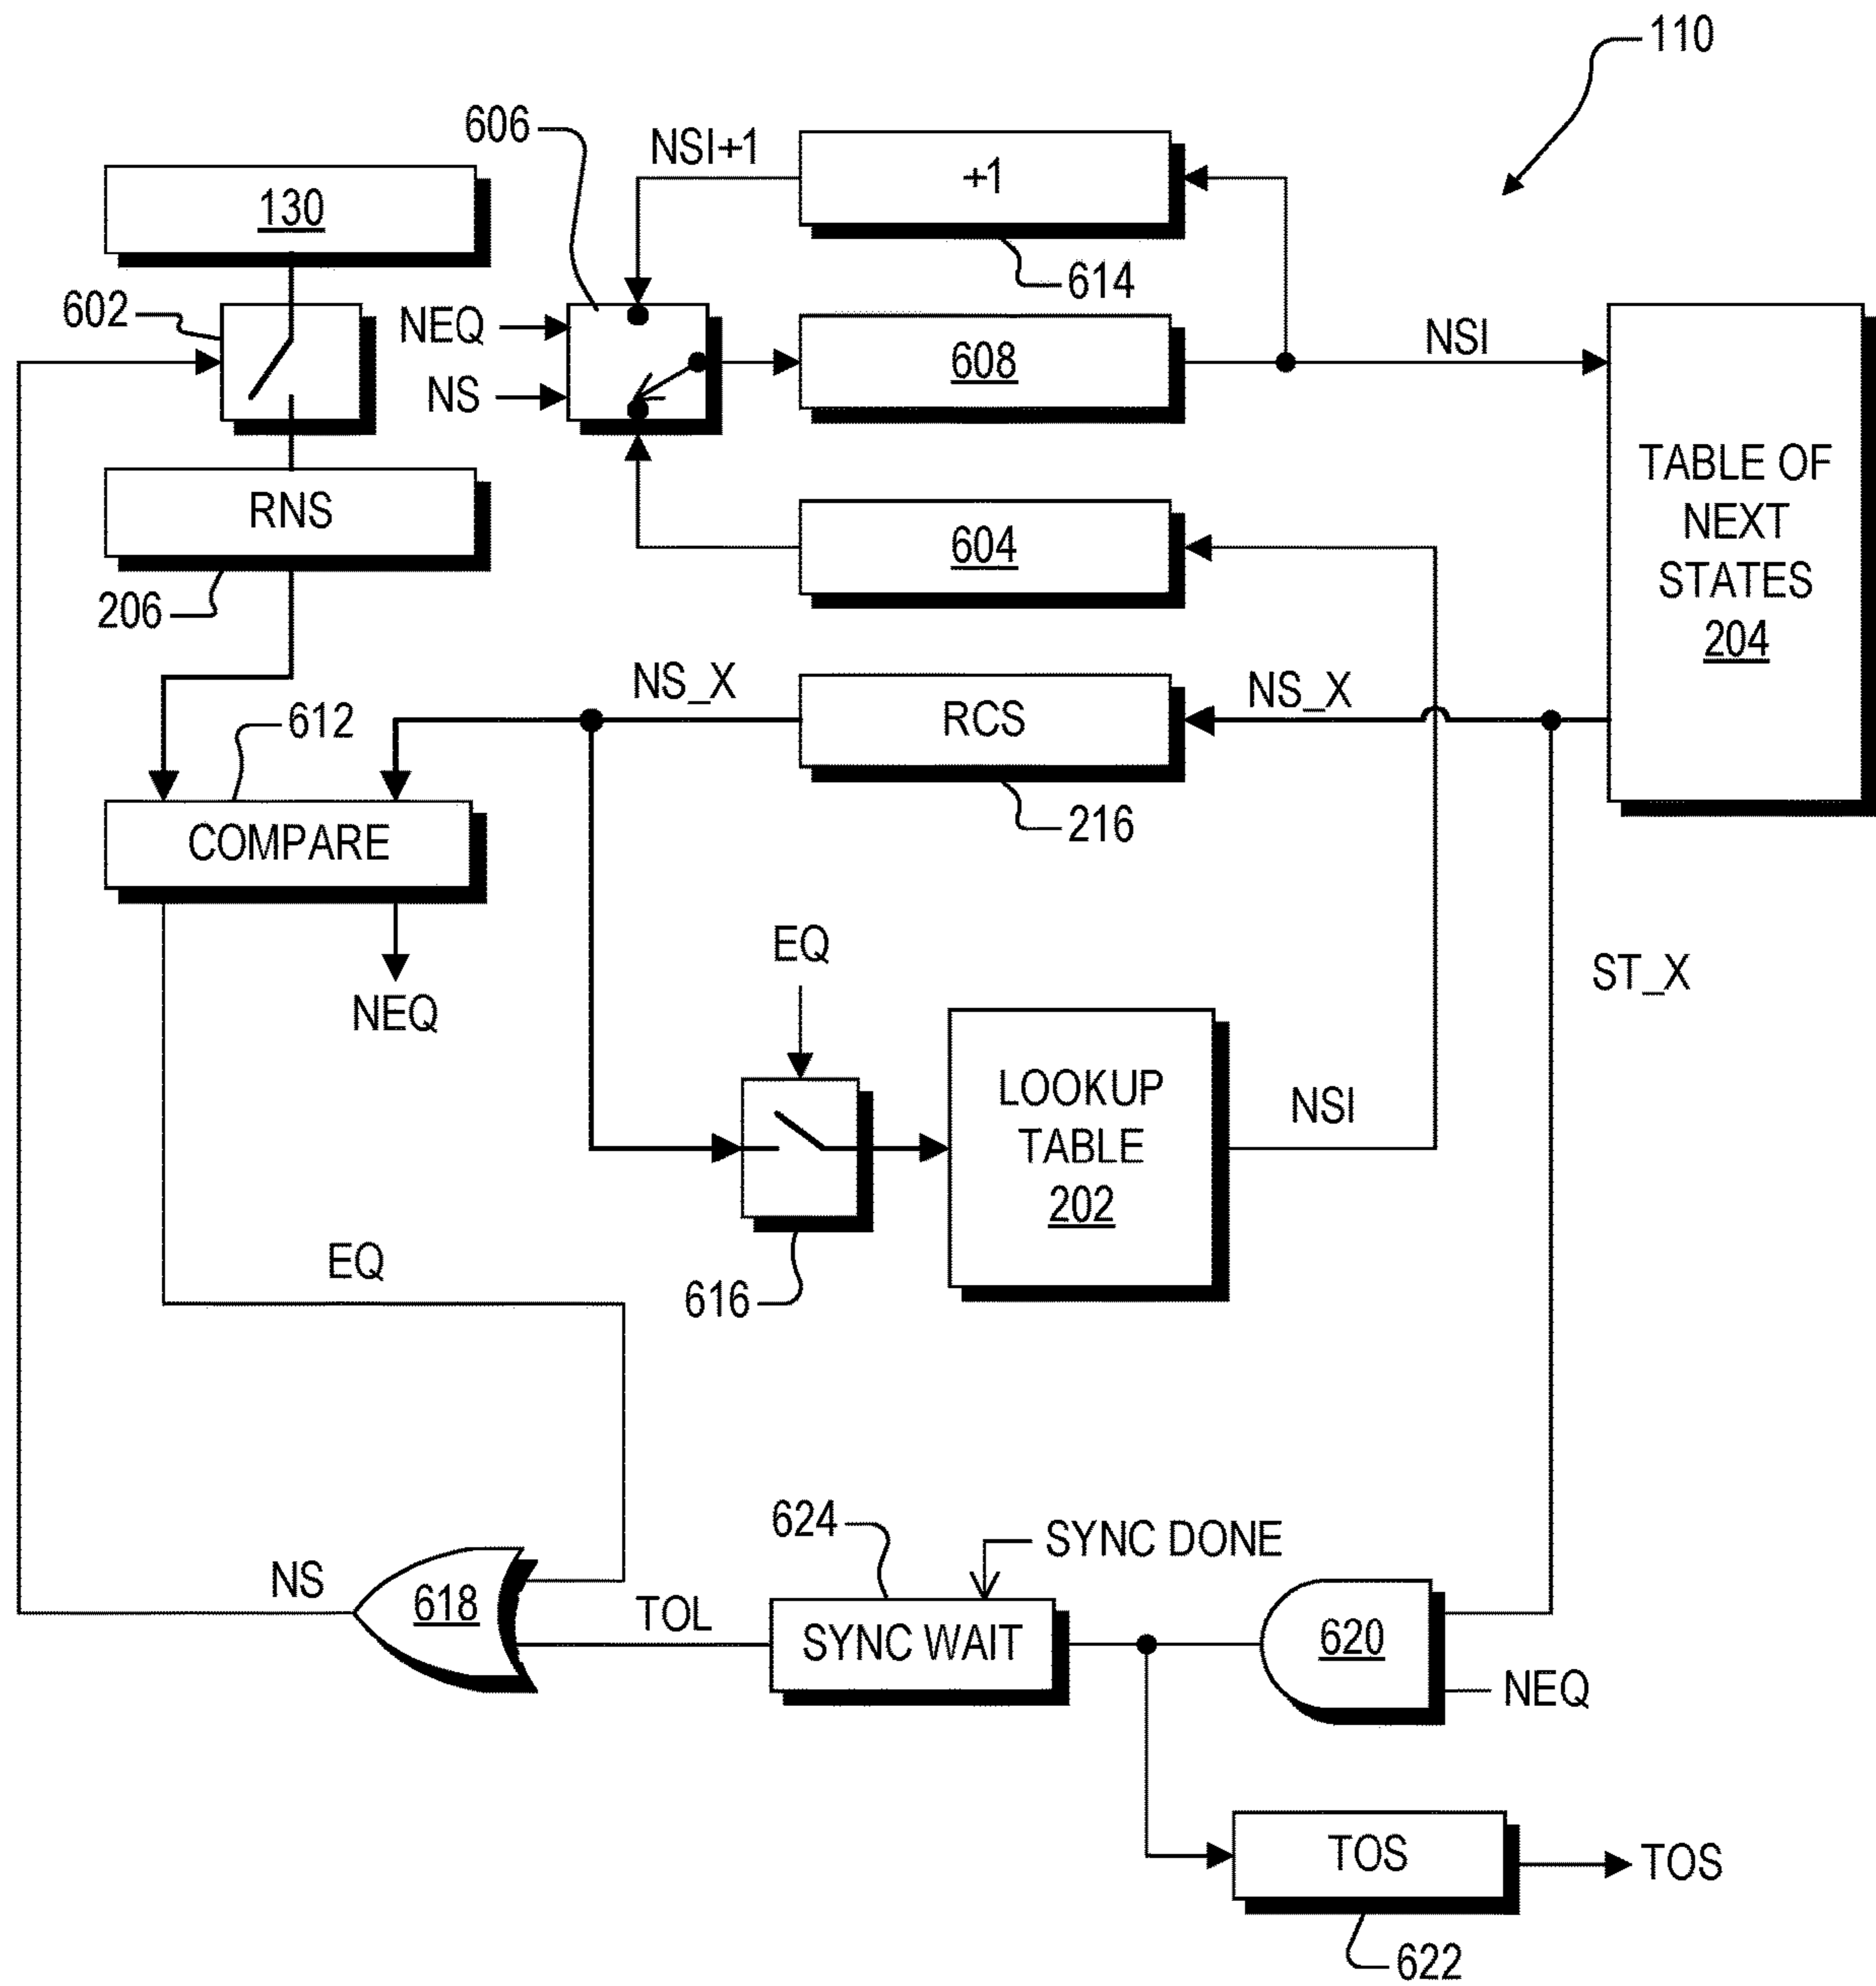 110
606
NSI+1
+1
130
614
602
NEQ
608
NSI
NS
TABLE OF
NEXT
STATES
204
RNS
604
206
NS_X
RCS
NS_X
612
216
COMPARE
EQ
ST_X
NEQ
LOOKUP
TABLE
202
NSI
EQ
616
624
SYNC DONE
NS
618
TOL
SYNC WAIT
620
NEQ
TOS
TOS
622